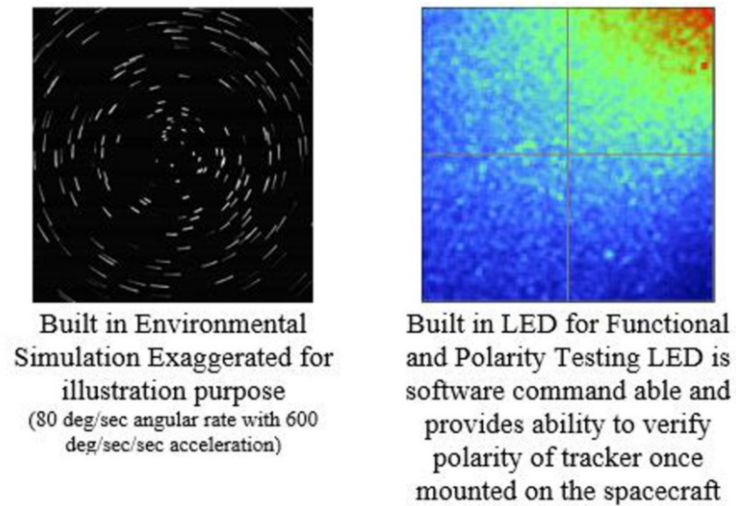 Built in Environmental
Simulation Exaggerated for
illustration purpose
(80 deg/sec angular rate with 600
deg/sec/sec acceleration)
Built in LED for Functional
and Polarity Testing LED is
software command able and
provides ability to verify
polarity of tracker once
mounted on the spacecraft